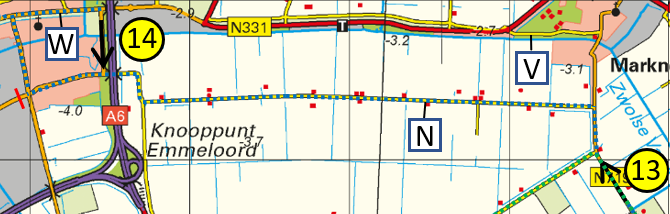 -2.9
N331
T
-2.7
-3.2
14
W
V
-3.1
Markn
-4.0
A6
Zwolse
Knooppunt
Emmeloord
-3.7
N
13